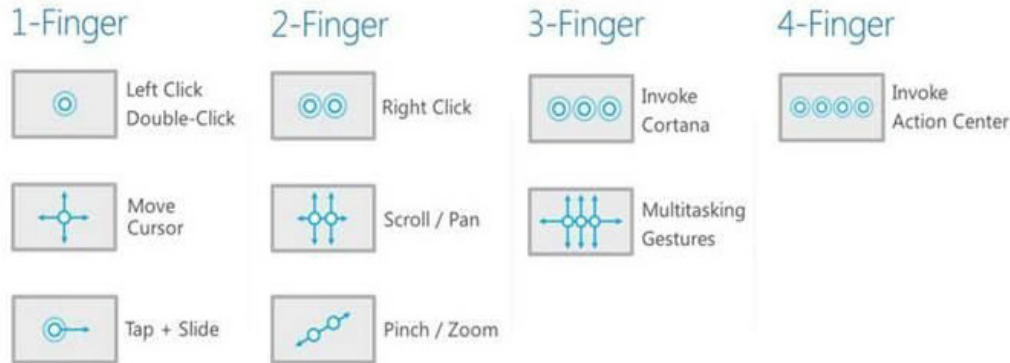 1-Finger
Left Click
Double-Click
Move
Cursor
Tap + Slide
2-Finger
Right Click
Scroll / Pan
Pinch / Zoom
3-Finger
Invoke
Cortana
Multitasking
Gestures
4-Finger
Invoke
Action Center